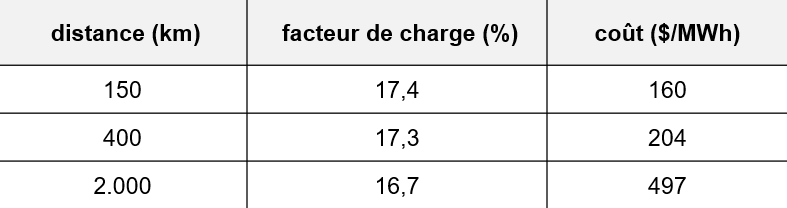 distance (km) facteur de charge (%) coût ($/MWh)
150 17,4 160
400 17,3 204
2.000 16,7 497